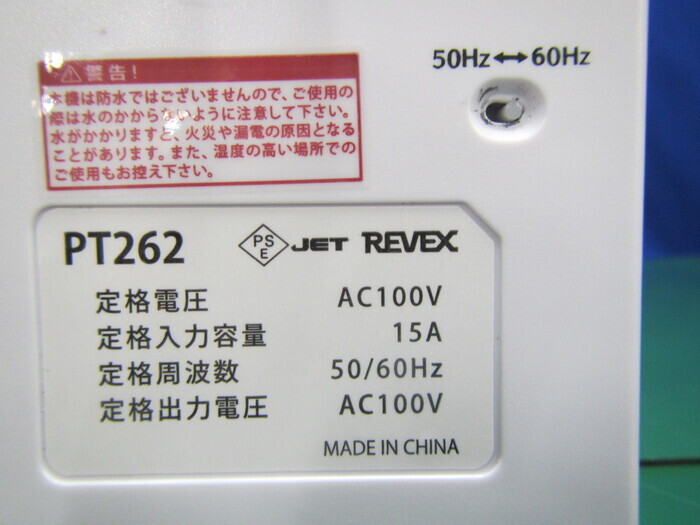 警告!
本機は防水ではございませんので、ご使用の
際は水のかからないように注意して下さい。
水がかかりますと、火災や漏電の原因となる
ことがあります。また、湿度の高い場所での
ご使用もお控え下さい。
50Hz↔60Hz
PT262 PSE JET REVEX
定格電圧 AC100V
定格入力容量 15A
定格周波数 50/60Hz
定格出力電圧 AC100V
MADE IN CHINA